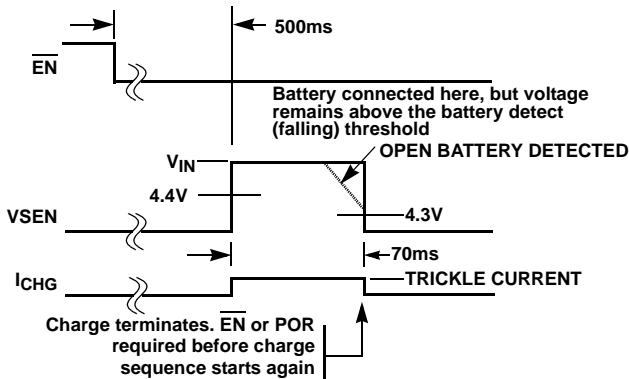 500ms
EN
Battery connected here, but voltage
remains above the battery detect
(falling) threshold
OPEN BATTERY DETECTED
VIN
4.4V
VSEN
4.3V
70ms
ICHG
TRICKLE CURRENT
Charge terminates. EN or POR
required before charge
sequence starts again